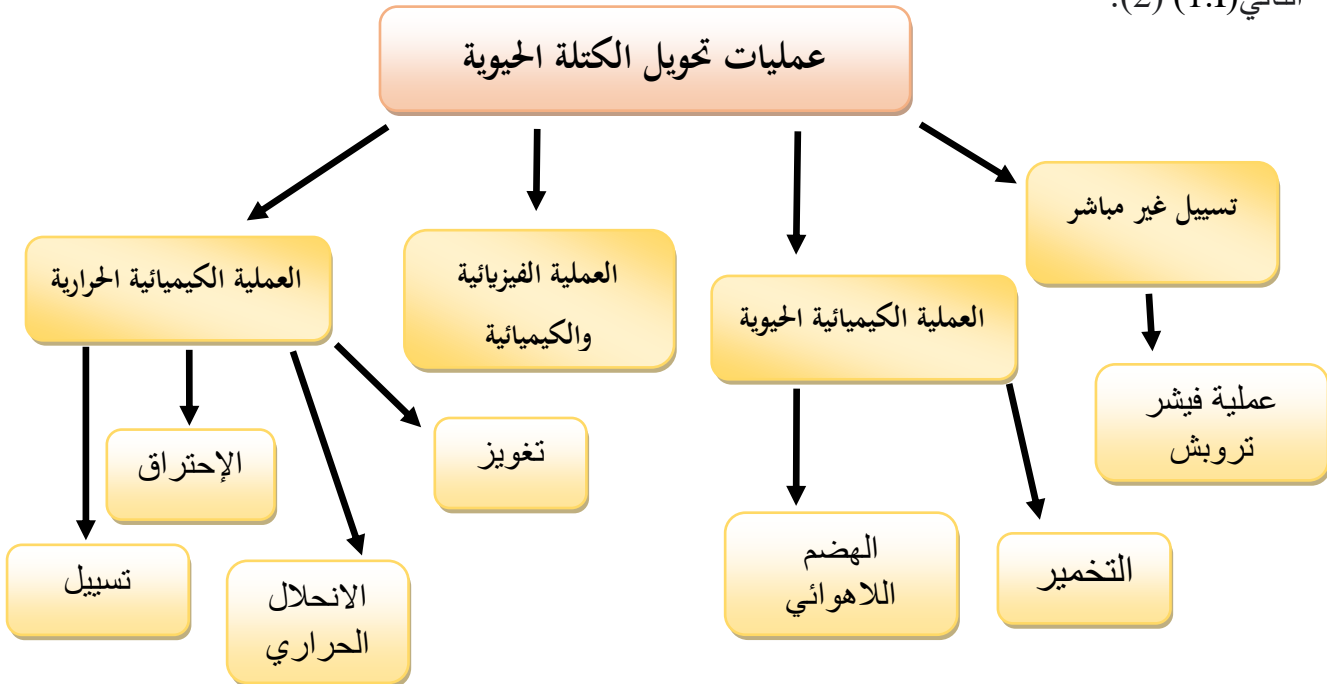 التالي(1.I) (2):
عمليات تحويل الكتلة الحيوية
تسييل غير مباشر
العملية الفيزيائية
والكيميائية
العملية الكيميائية الحرارية
العملية الكيميائية الحيوية
عملية فيشر
تروبش
تغويز
الإحتراق
الهضم
اللاهوائي
التخمير
تسييل
الانحلال
الحراري